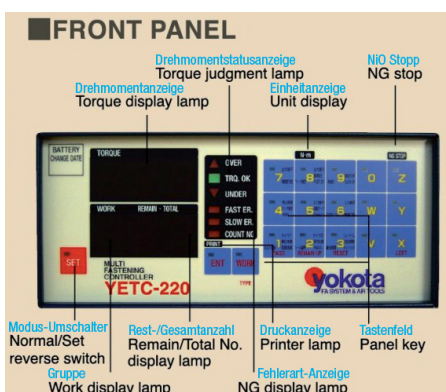 ■FRONT PANEL
Drehmomentstatusanzeige
Torque judgment lamp
NiO Stopp
NG stop
Drehmomentanzeige
Torque display lamp
Einheitanzeige
Unit display
BATTERY
CHANGE DATE
TORQUE
OVER
TRQ. OK
UNDER
FAST ER.
SLOW ER.
COUNT NG
N·m
NG STOP
7 8 9 O Z
4 5 6 W Y
1 2 3 V X
WORK REMAIN - TOTAL
PRINT
SET
ENT
WORK
TYPE
MULTI
FASTENING
CONTROLLER
YETC-220
yokota
FA SYSTEM & AIR TOOLS
Modus-Umschalter
Normal/Set
reverse switch
Rest-/Gesamtanzahl
Remain/Total No.
display lamp
Druckanzeige
Printer lamp
Tastenfeld
Panel key
Gruppe
Work display lamp
Fehlerart-Anzeige
NG display lamp